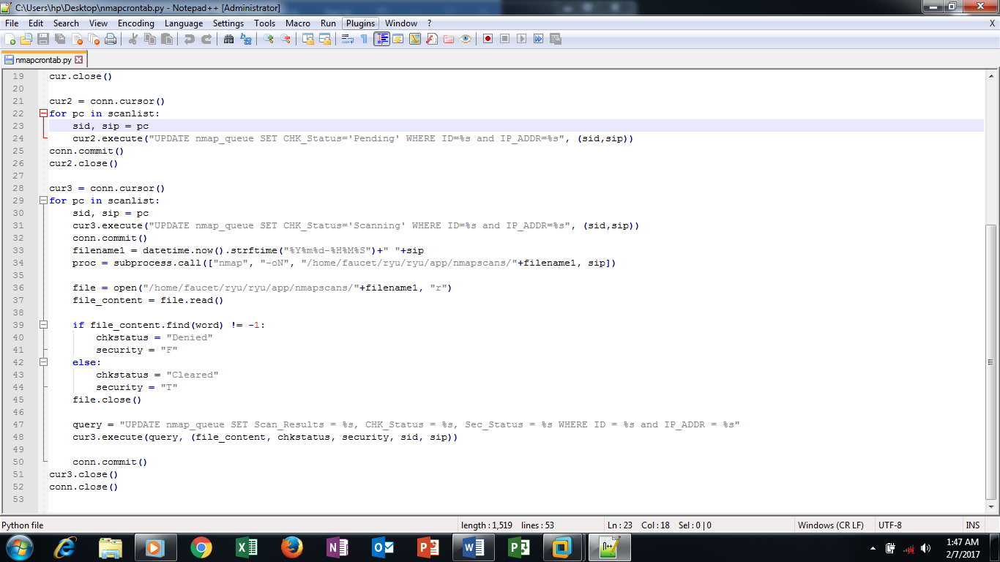 C:\Users\hp\Desktop\nmapcrontab.py - Notepad++ [Administrator]
File Edit Search View Encoding Language Settings Tools Macro Run Plugins Window ? X
nmapcrontab.py
19 cur.close()
20
21 cur2 = conn.cursor()
22 for pc in scanlist:
23     sid, sip = pc
24     cur2.execute("UPDATE nmap_queue SET CHK_Status='Pending' WHERE ID=%s and IP_ADDR=%s", (sid,sip))
25 conn.commit()
26 cur2.close()
27
28 cur3 = conn.cursor()
29 for pc in scanlist:
30     sid, sip = pc
31     cur3.execute("UPDATE nmap_queue SET CHK_Status='Scanning' WHERE ID=%s and IP_ADDR=%s", (sid,sip))
32     conn.commit()
33     filename1 = datetime.now().strftime("%Y%m%d-%H%M%S")+" "+sip
34     proc = subprocess.call(["nmap", "-oN", "/home/faucet/ryu/ryu/app/nmapscans/"+filename1, sip])
35
36     file = open("/home/faucet/ryu/ryu/app/nmapscans/"+filename1, "r")
37     file_content = file.read()
38
39     if file_content.find(word) != -1:
40         chkstatus = "Denied"
41         security = "F"
42     else:
43         chkstatus = "Cleared"
44         security = "T"
45     file.close()
46
47     query = "UPDATE nmap_queue SET Scan_Results = %s, CHK_Status = %s, Sec_Status = %s WHERE ID = %s and IP_ADDR = %s"
48     cur3.execute(query, (file_content, chkstatus, security, sid, sip))
49
50     conn.commit()
51 cur3.close()
52 conn.close()
53
Python file length : 1,519 lines : 53 Ln : 23 Col : 18 Sel : 0 | 0 Windows (CR LF) UTF-8 INS
1:47 AM
2/7/2017